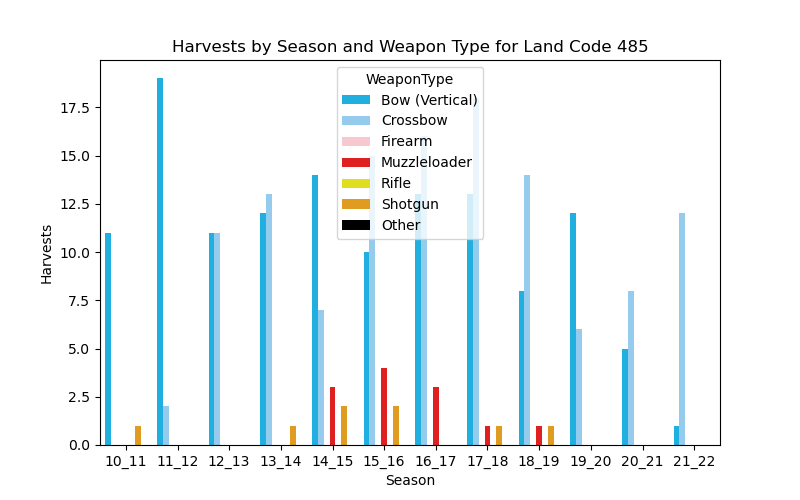 Harvests by Season and Weapon Type for Land Code 485
WeaponType
Bow (Vertical)
Crossbow
Firearm
Muzzleloader
Rifle
Shotgun
Other
17.5
15.0
12.5
10.0
7.5
5.0
2.5
0.0
Harvests
10_11 11_12 12_13 13_14 14_15 15_16 16_17 17_18 18_19 19_20 20_21 21_22
Season